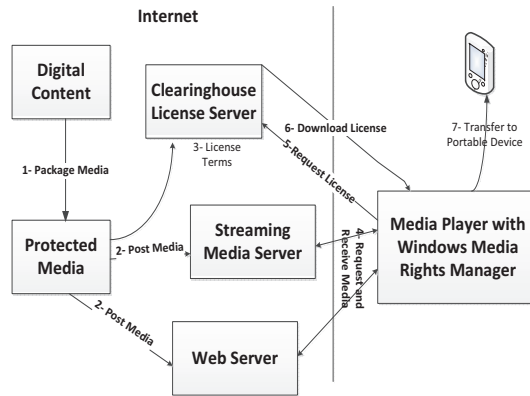 Internet
Digital
Content
Clearinghouse
License Server
6- Download License
3- License
Terms
5-Request License
7- Transfer to
Portable Device
1- Package Media
Protected
Media
2- Post Media
Streaming
Media Server
4- Request and
Receive Media
Media Player with
Windows Media
Rights Manager
2- Post Media
Web Server